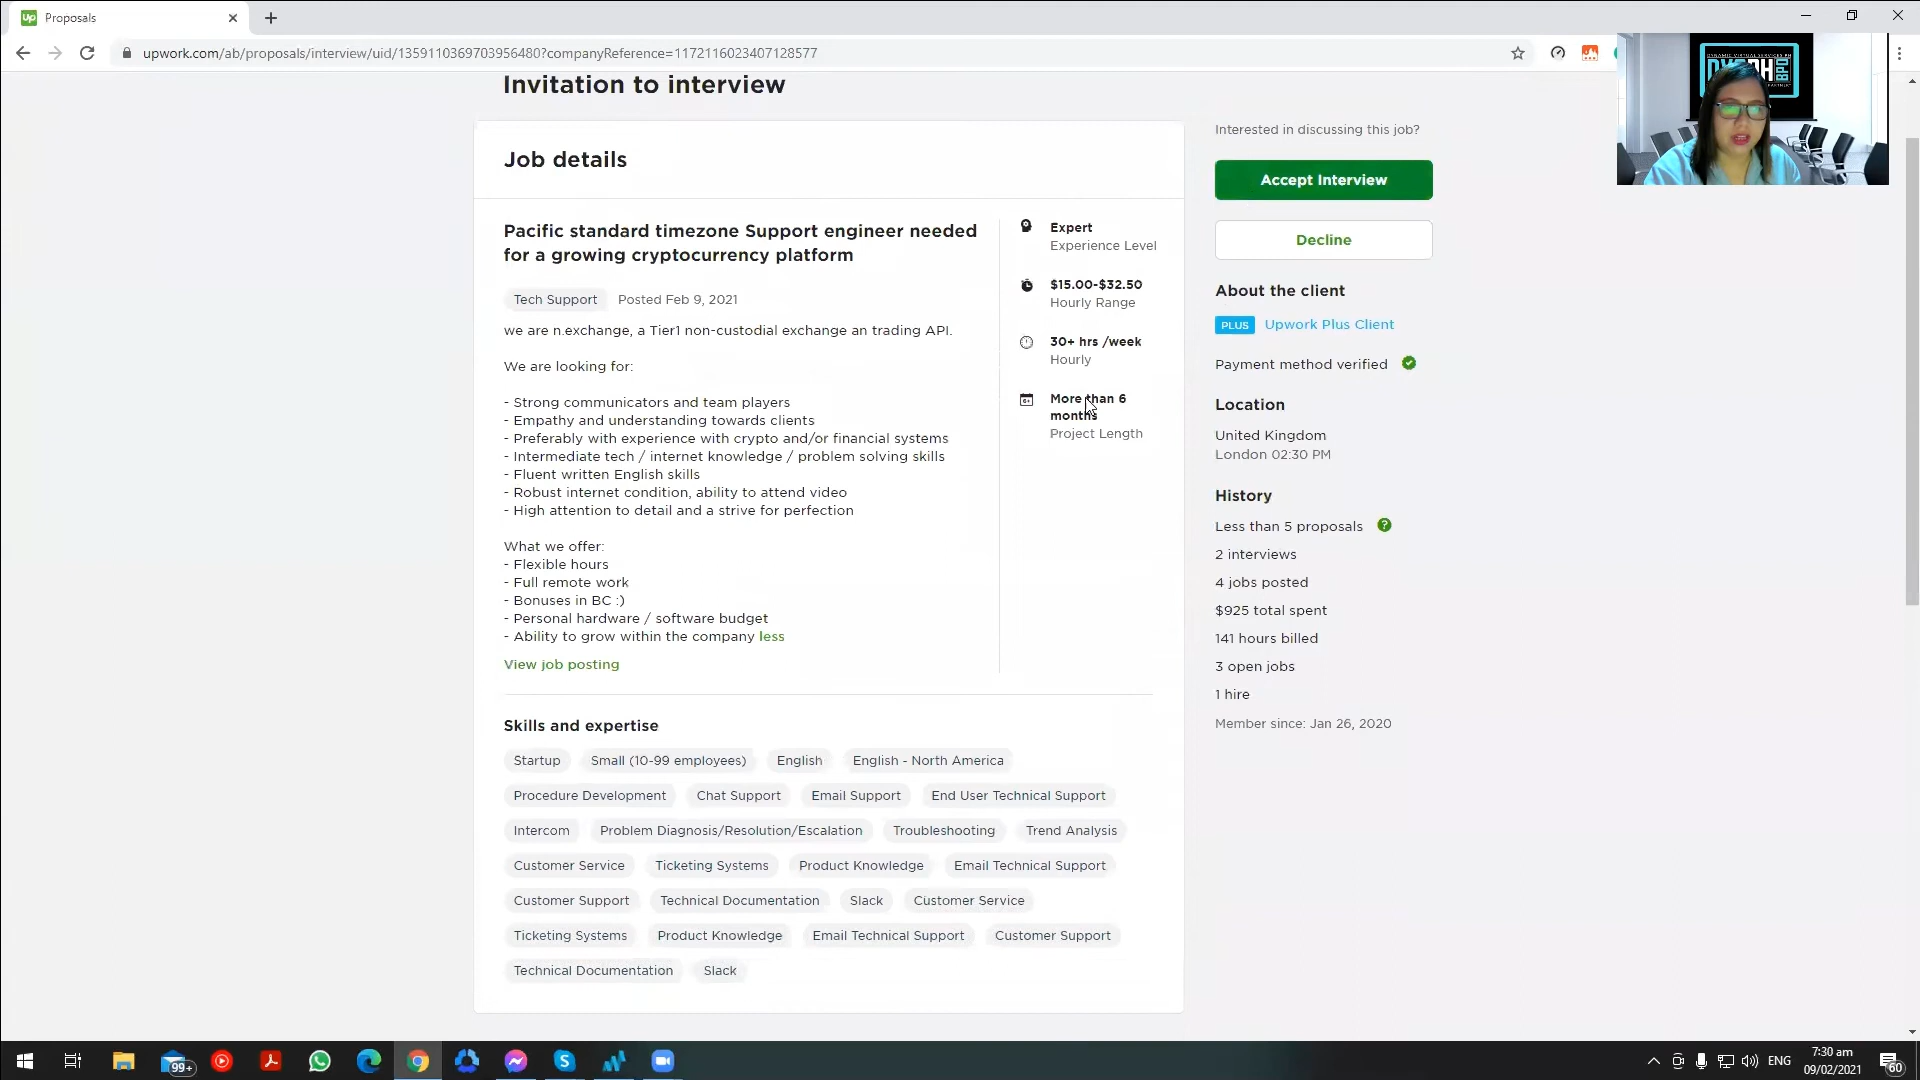 Proposals
upwork.com/ab/proposals/interview/uid/1359110369703956480?companyReference=1172116023407128577
Invitation to interview
Job details
Pacific standard timezone Support engineer needed
for a growing cryptocurrency platform
Tech Support Posted Feb 9, 2021
we are n.exchange, a Tier1 non-custodial exchange an trading API.
We are looking for:
- Strong communicators and team players
- Empathy and understanding towards clients
- Preferably with experience with crypto and/or financial systems
- Intermediate tech / internet knowledge / problem solving skills
- Fluent written English skills
- Robust internet condition, ability to attend video
- High attention to detail and a strive for perfection
What we offer:
- Flexible hours
- Full remote work
- Bonuses in BC :)
- Personal hardware / software budget
- Ability to grow within the company less
View job posting
Expert
Experience Level
$15.00-$32.50
Hourly Range
30+ hrs /week
Hourly
More than 6
months
Project Length
Skills and expertise
Startup Small (10-99 employees) English English - North America
Procedure Development Chat Support Email Support End User Technical Support
Intercom Problem Diagnosis/Resolution/Escalation Troubleshooting Trend Analysis
Customer Service Ticketing Systems Product Knowledge Email Technical Support
Customer Support Technical Documentation Slack Customer Service
Ticketing Systems Product Knowledge Email Technical Support Customer Support
Technical Documentation Slack
Interested in discussing this job?
Accept Interview
Decline
About the client
PLUS Upwork Plus Client
Payment method verified
Location
United Kingdom
London 02:30 PM
History
Less than 5 proposals
2 interviews
4 jobs posted
$925 total spent
141 hours billed
3 open jobs
1 hire
Member since: Jan 26, 2020
99+
ENG
7:30 am
09/02/2021
60